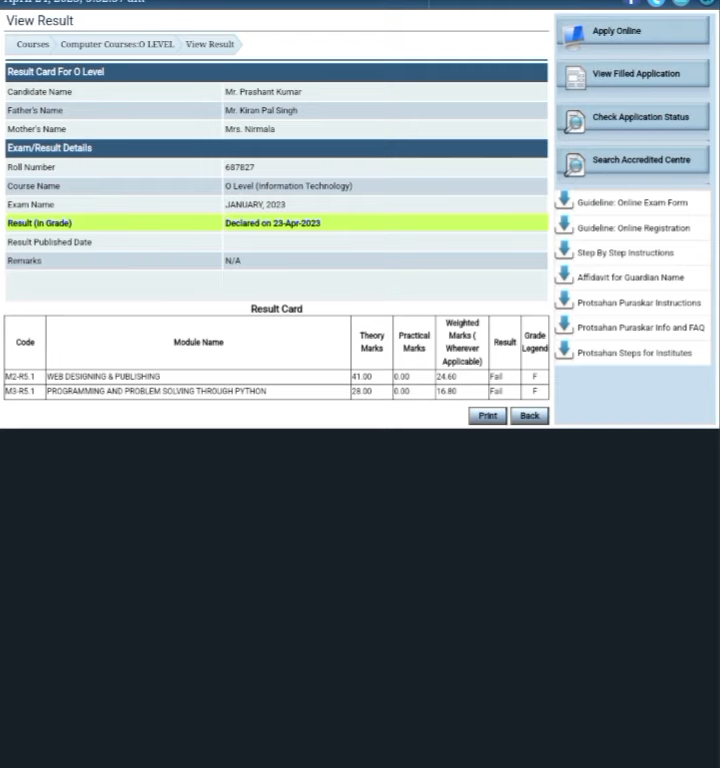 View Result
Courses Computer Courses:O LEVEL View Result
Result Card For O Level
Candidate Name Mr. Prashant Kumar
Father's Name Mr. Kiran Pal Singh
Mother's Name Mrs. Nirmala
Exam/Result Details
Roll Number 687827
Course Name O Level (Information Technology)
Exam Name JANUARY, 2023
Result (in Grade) Declared on 23-Apr-2023
Result Published Date
Remarks N/A
Result Card
Code Module Name Theory Marks Practical Marks Weighted Marks ( Wherever Applicable) Result Grade Legend
M2-R5.1 WEB DESIGNING & PUBLISHING 41.00 0.00 24.60 Fail F
M3-R5.1 PROGRAMMING AND PROBLEM SOLVING THROUGH PYTHON 28.00 0.00 16.80 Fail F
Print Back
Apply Online
View Filled Application
Check Application Status
Search Accredited Centre
Guideline: Online Exam Form
Guideline: Online Registration
Step By Step Instructions
Affidavit for Guardian Name
Protsahan Puraskar Instructions
Protsahan Puraskar Info and FAQ
Protsahan Steps for Institutes